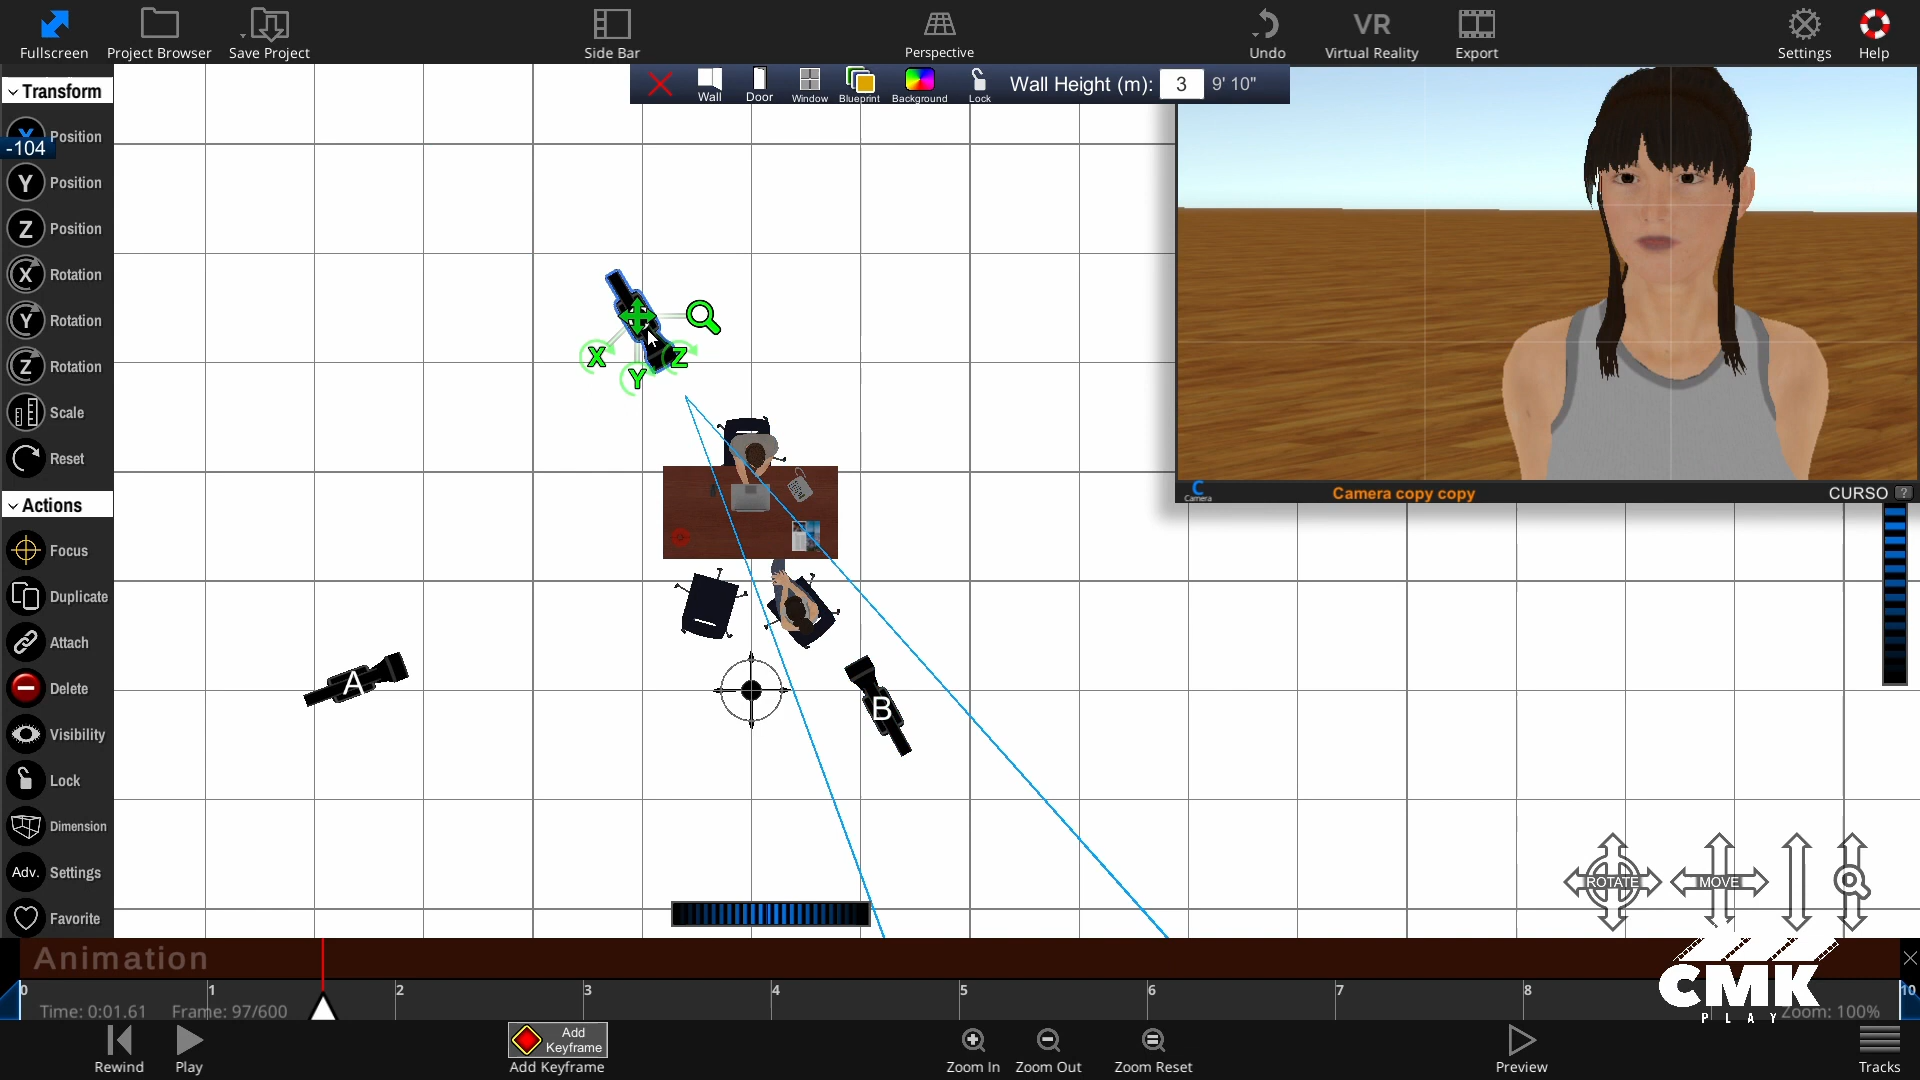 Fullscreen
Project Browser
Save Project
Side Bar
Perspective
Undo
VR
Virtual Reality
Export
Settings
Help
Wall
Door
Window
Blueprint
Background
Lock
Wall Height (m): 3 9' 10"
Transform
Position
-104
Y Position
Z Position
X Rotation
Y Rotation
Z Rotation
Scale
Reset
Actions
Focus
Duplicate
Attach
Delete
Visibility
Lock
Dimension
Adv. Settings
Favorite
X
Y
Z
A
B
C
Camera
Camera copy copy
CURSO ?
ROTATE
MOVE
Animation
0 1 2 3 4 5 6 7 8 10
Time: 0:01.61 Frame: 97/600
Zoom: 100%
CMK
PLAY
Rewind
Play
Add
Keyframe
Add Keyframe
Zoom In
Zoom Out
Zoom Reset
Preview
Tracks